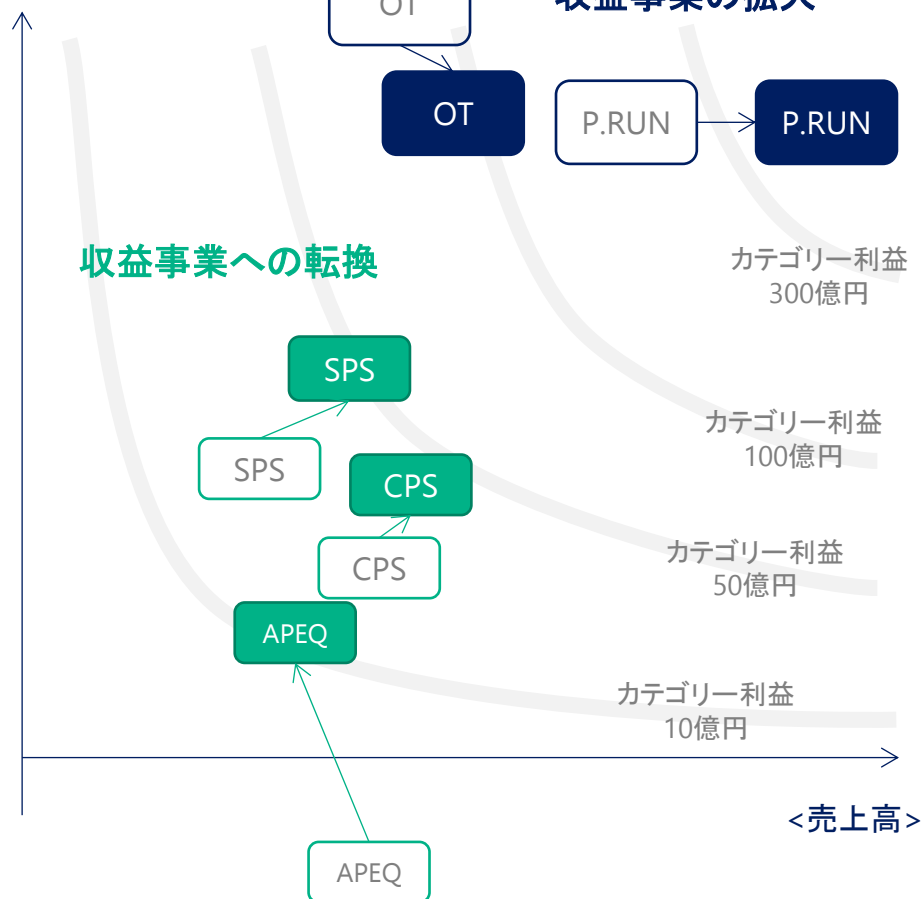 収益事業の拡大
OT
OT
P.RUN
P.RUN
収益事業への転換
カテゴリー利益
300億円
SPS
SPS
カテゴリー利益
100億円
CPS
CPS
カテゴリー利益
50億円
APEQ
カテゴリー利益
10億円
<売上高>
APEQ